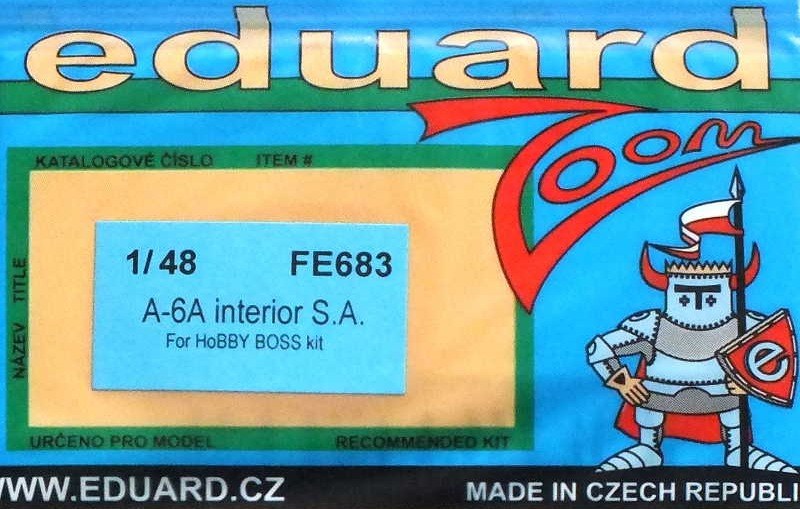 eduard
Zoom
KATALOGOVÉ ČÍSLO ITEM #
NÁZEV TITLE
1/48 FE683
A-6A interior S.A.
For HoBBY BOSS kit
e
URČENO PRO MODEL RECOMMENDED KIT
WWW.EDUARD.CZ
MADE IN CZECH REPUBLI